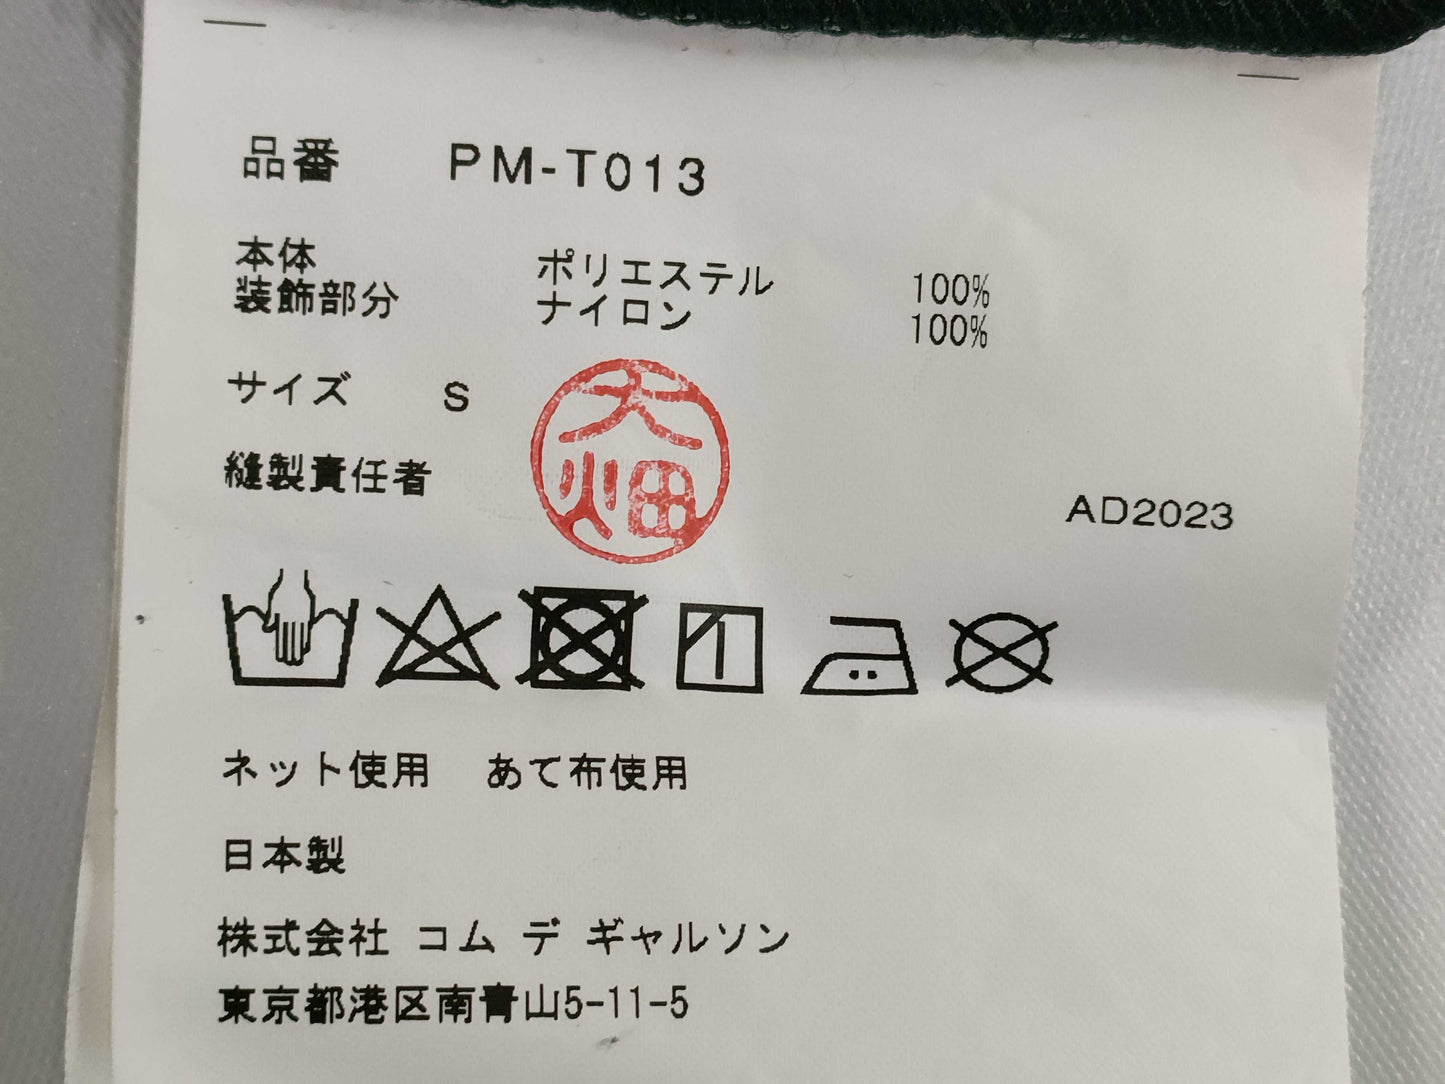 品番 PM-T013
本体 ポリエステル 100%
装飾部分 ナイロン 100%
サイズ S
縫製責任者 大畑
AD2023
ネット使用 あて布使用
日本製
株式会社 コム デ ギャルソン
東京都港区南青山5-11-5